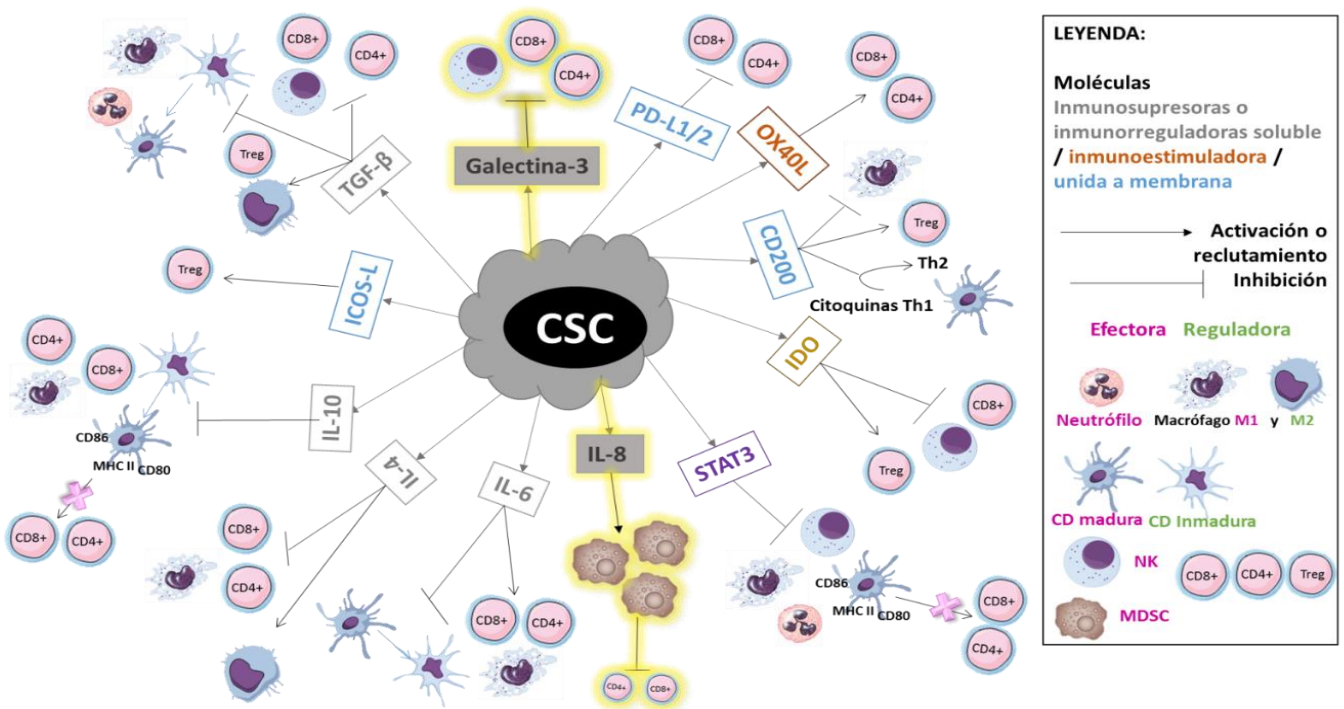 CD8+
CD4+
CD8+
CD4+
CD8+
CD4+
CD8+
CD4+
Treg
TGF-β
Galectina-3
PD-L1/2
OX40L
CD200
Treg
Th2
Citoquinas Th1
Treg
ICOS-L
CSC
IDO
CD8+
Treg
CD4+
CD8+
CD86
MHC II
CD80
CD8+
CD4+
IL-10
IL-4
IL-6
IL-8
STAT3
CD8+
CD4+
CD8+
CD4+
CD4+
CD8+
CD86
MHC II
CD80
CD8+
CD4+
LEYENDA:
Moléculas
Inmunosupresoras o
inmunorreguladoras soluble
/ inmunoestimuladora /
unida a membrana
Activación o
reclutamiento
Inhibición
Efectora Reguladora
Neutrófilo Macrófago M1 y M2
CD madura CD Inmadura
NK
CD8+ CD4+ Treg
MDSC